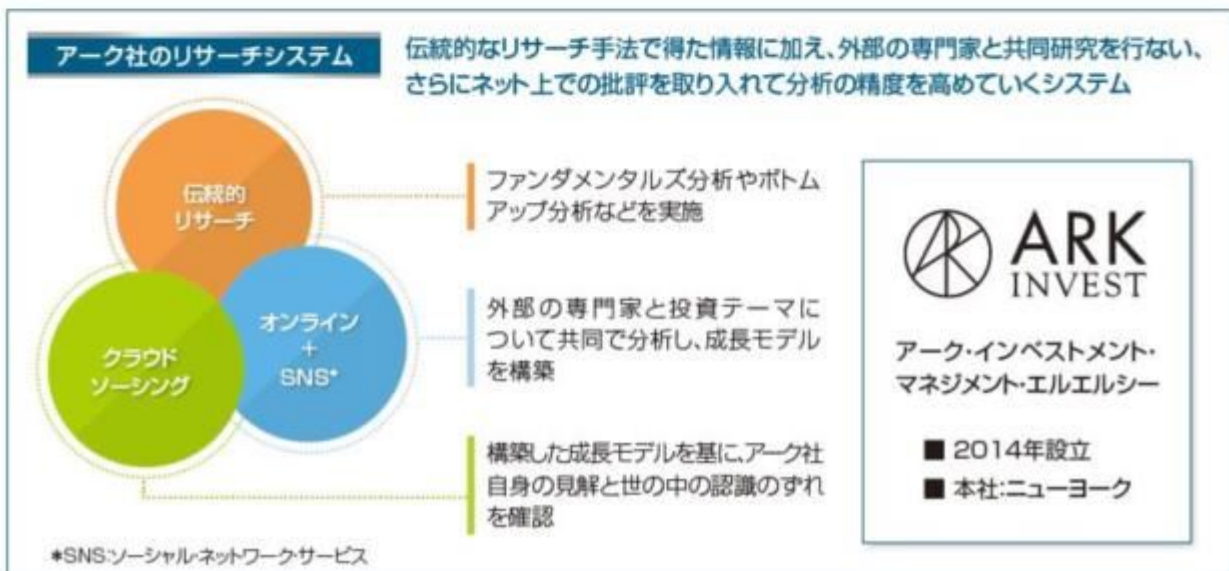 アーク社のリサーチシステム
伝統的なリサーチ手法で得た情報に加え、外部の専門家と共同研究を行ない、
さらにネット上での批評を取り入れて分析の精度を高めていくシステム
伝統的
リサーチ
ファンダメンタルズ分析やボトム
アップ分析などを実施
オンライン
+
SNS*
外部の専門家と投資テーマに
ついて共同で分析し、成長モデル
を構築
クラウド
ソーシング
構築した成長モデルを基に、アーク社
自身の見解と世の中の認識のずれ
を確認
*SNS:ソーシャル・ネットワーク・サービス
ARK
INVEST
アーク・インベストメント・
マネジメント・エルエルシー
■ 2014年設立
■ 本社:ニューヨーク